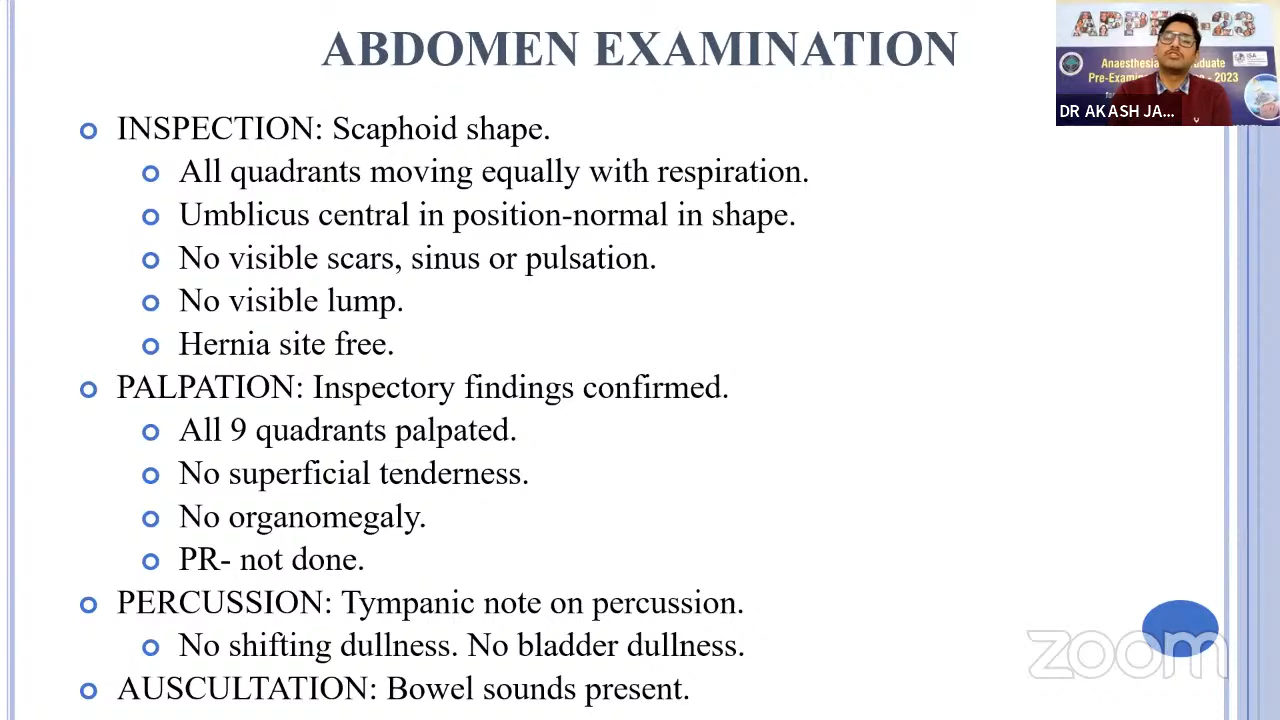 ABDOMEN EXAMINATION
INSPECTION: Scaphoid shape.
All quadrants moving equally with respiration.
Umblicus central in position-normal in shape.
No visible scars, sinus or pulsation.
No visible lump.
Hernia site free.
PALPATION: Inspectory findings confirmed.
All 9 quadrants palpated.
No superficial tenderness.
No organomegaly.
PR- not done.
PERCUSSION: Tympanic note on percussion.
No shifting dullness. No bladder dullness.
AUSCULTATION: Bowel sounds present.
-23
Anaesthesia
Pre-Exam
- 2023
DR AKASH JA...
zoom